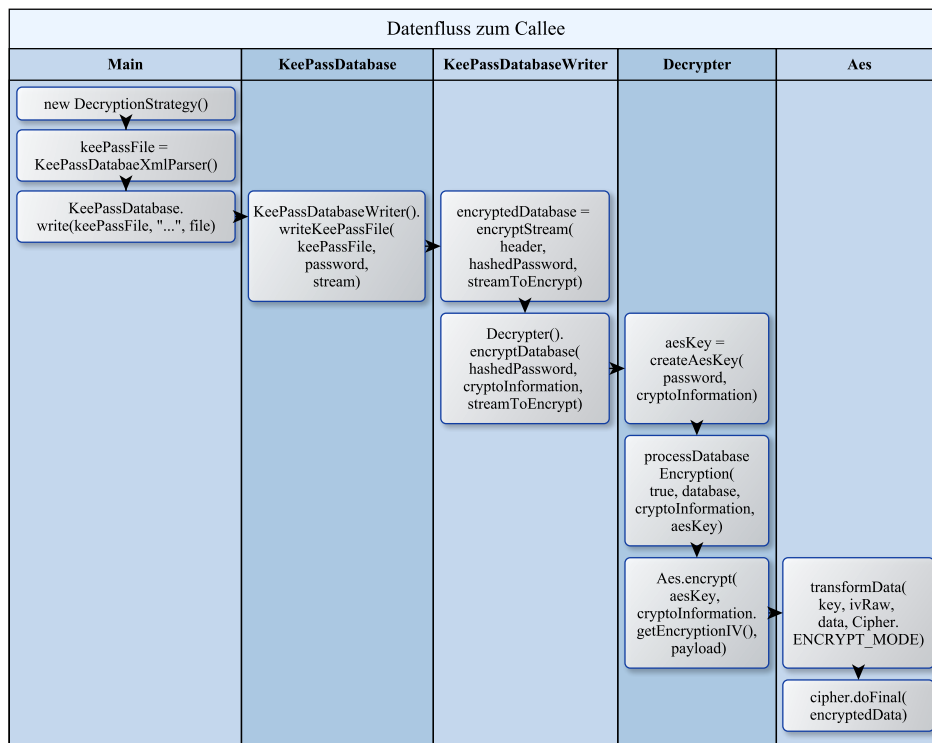 Datenfluss zum Callee
Main
KeePassDatabase
KeePassDatabaseWriter
Decrypter
Aes
new DecryptionStrategy()
keePassFile =
KeePassDatabaeXmlParser()
KeePassDatabase.
write(keePassFile, "...", file)
KeePassDatabaseWriter().
writeKeePassFile(
keePassFile,
password,
stream)
encryptedDatabase =
encryptStream(
header,
hashedPassword,
streamToEncrypt)
Decrypter().
encryptDatabase(
hashedPassword,
cryptoInformation,
streamToEncrypt)
aesKey =
createAesKey(
password,
cryptoInformation)
processDatabase
Encryption(
true, database,
cryptoInformation,
aesKey)
Aes.encrypt(
aesKey,
cryptoInformation.
getEncryptionIV(),
payload)
transformData(
key, ivRaw,
data, Cipher.
ENCRYPT_MODE)
cipher.doFinal(
encryptedData)